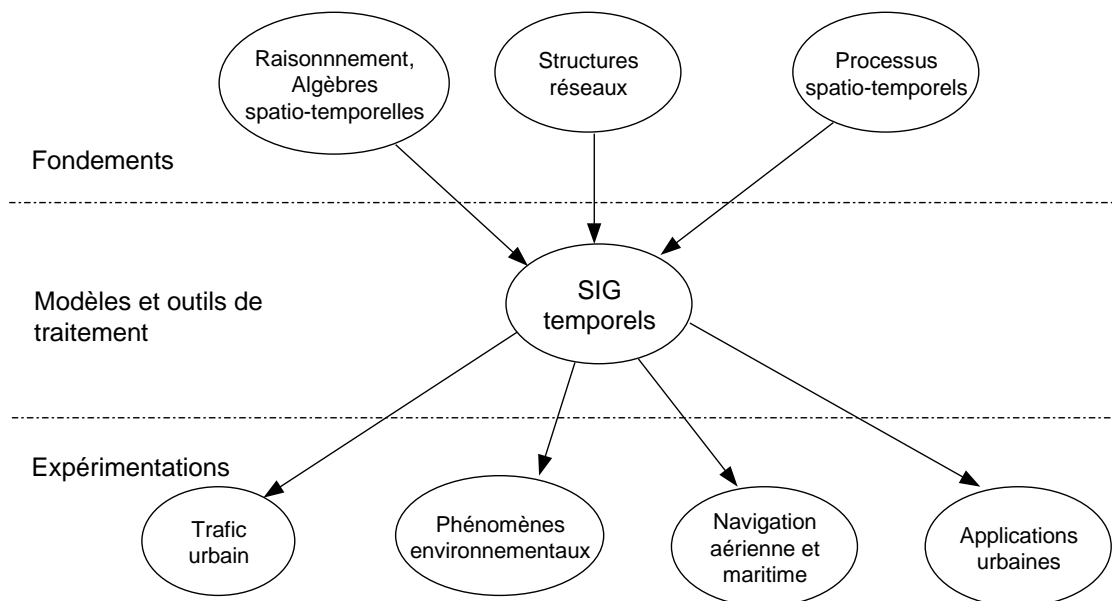 Raisonnnement,
Algèbres
spatio-temporelles
Structures
réseaux
Processus
spatio-temporels
Fondements
SIG
temporels
Modèles et outils de
traitement
Expérimentations
Trafic
urbain
Phénomènes
environnementaux
Navigation
aérienne et
maritime
Applications
urbaines